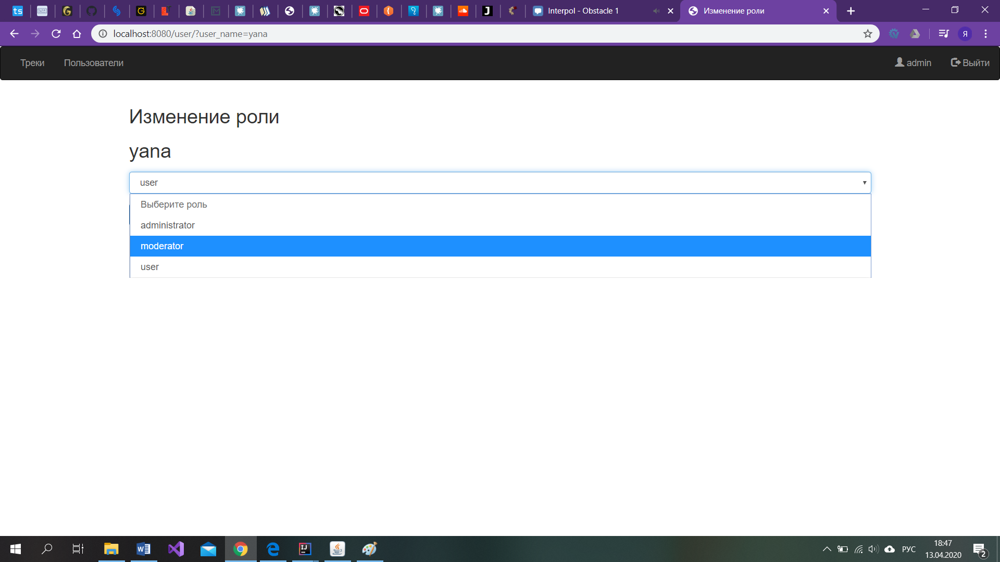 ts
Interpol - Obstacle 1
Изменение роли
localhost:8080/user/?user_name=yana
Я
Треки
Пользователи
admin
Выйти
Изменение роли
yana
user
Выберите роль
administrator
moderator
user
РУС
18:47
13.04.2020
2